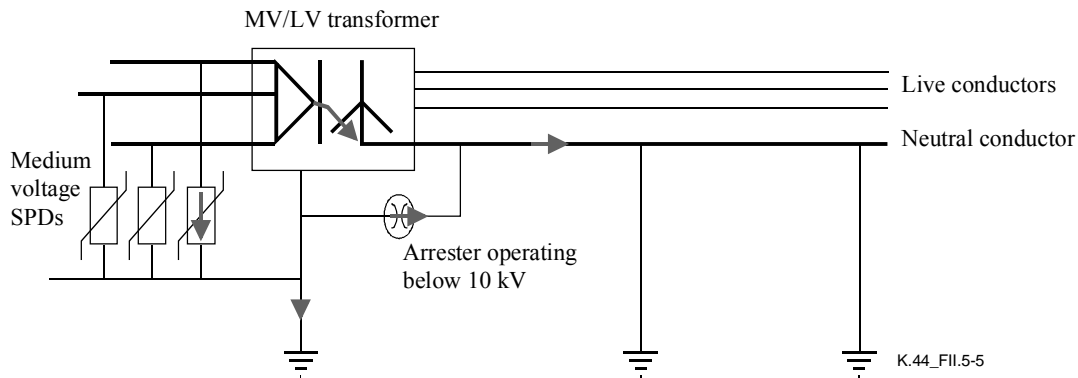 MV/LV transformer
Live conductors
Neutral conductor
Medium
voltage
SPDs
Arrester operating
below 10 kV
K.44_FII.5-5